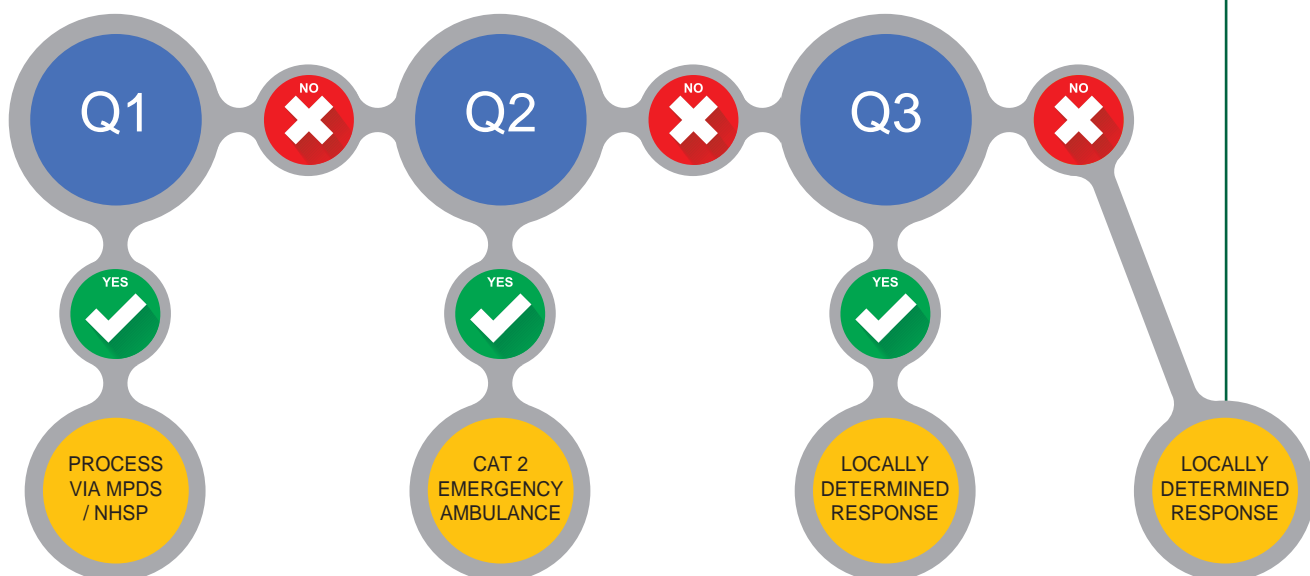 Q1
NO
Q2
NO
Q3
NO
YES
YES
YES
PROCESS
VIA MPDS
/ NHSP
CAT 2
EMERGENCY
AMBULANCE
LOCALLY
DETERMINED
RESPONSE
LOCALLY
DETERMINED
RESPONSE